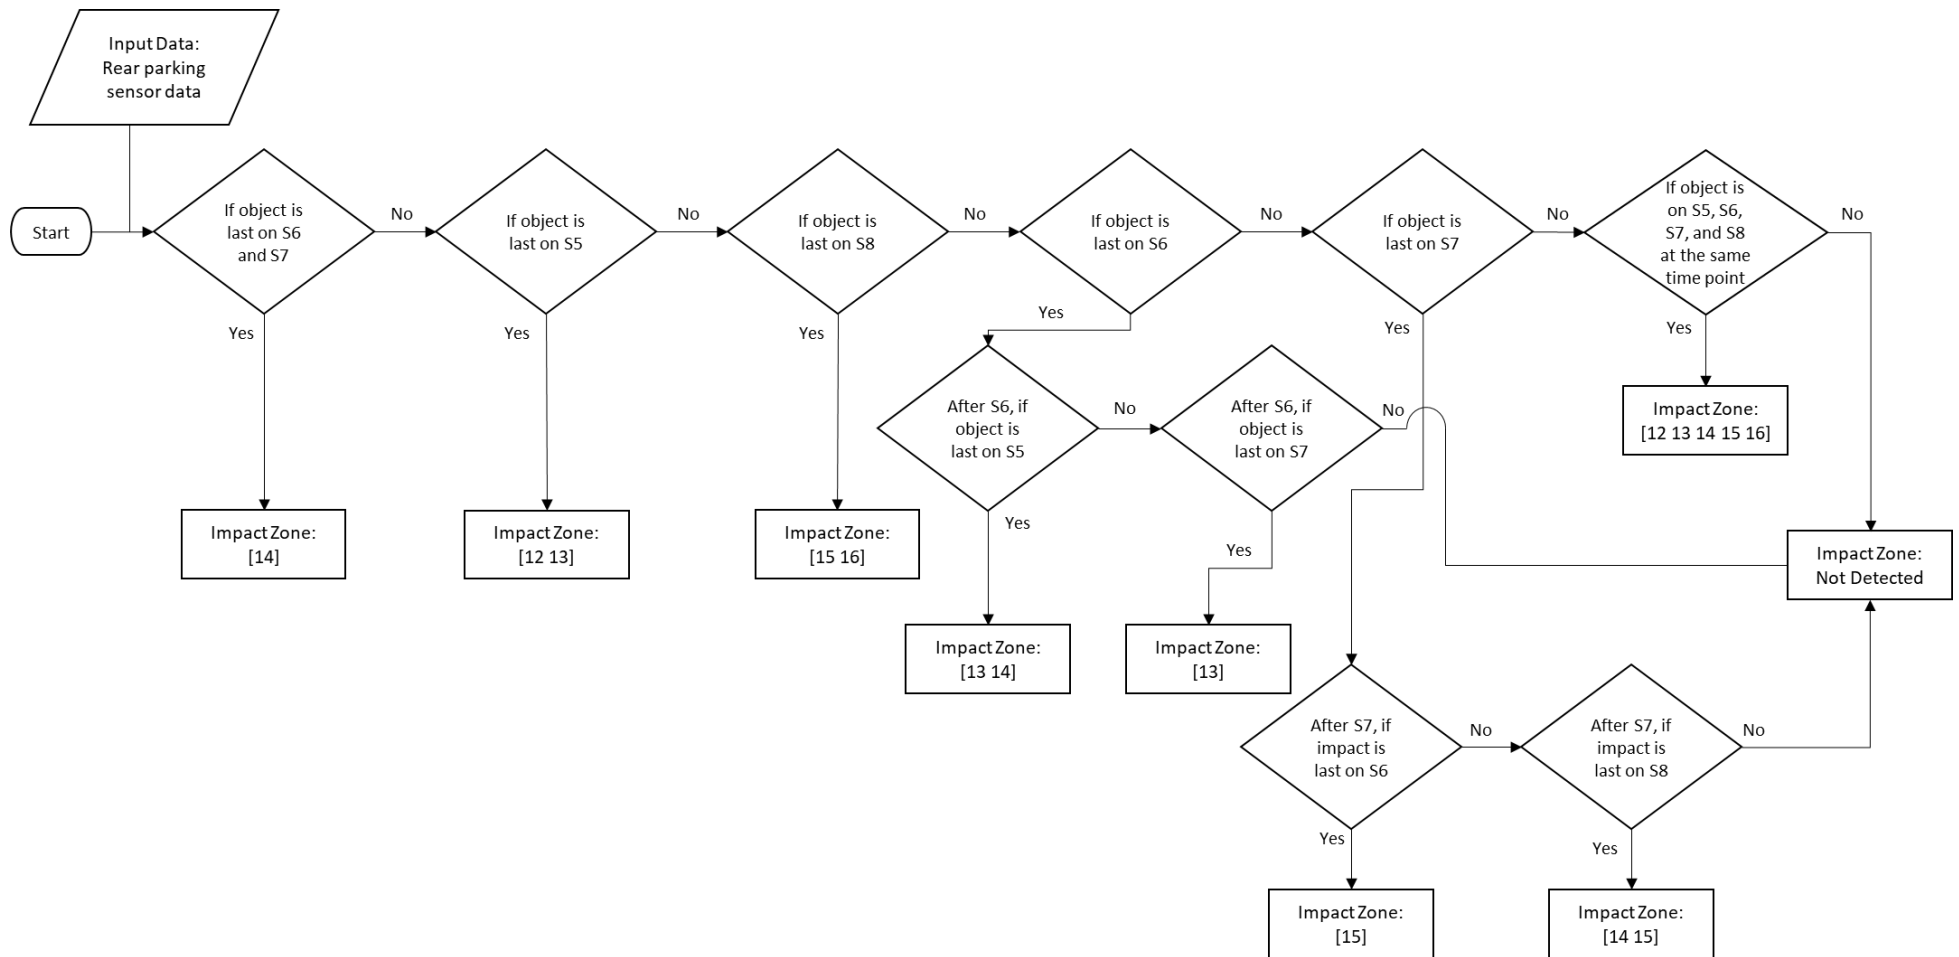 Input Data:
Rear parking
sensor data
Start
If object is
last on S6
and S7
No
If object is
last on S5
No
If object is
last on S8
No
If object is
last on S6
No
If object is
last on S7
No
If object is
on S5, S6,
S7, and S8
at the same
time point
No
Yes
Yes
Yes
Yes
Yes
Yes
After S6, if
object is
last on S5
No
After S6, if
object is
last on S7
No
Impact Zone:
[12 13 14 15 16]
Impact Zone:
[14]
Impact Zone:
[12 13]
Impact Zone:
[15 16]
Yes
Yes
Impact Zone:
Not Detected
Impact Zone:
[13 14]
Impact Zone:
[13]
After S7, if
impact is
last on S6
No
After S7, if
impact is
last on S8
No
Yes
Yes
Impact Zone:
[15]
Impact Zone:
[14 15]